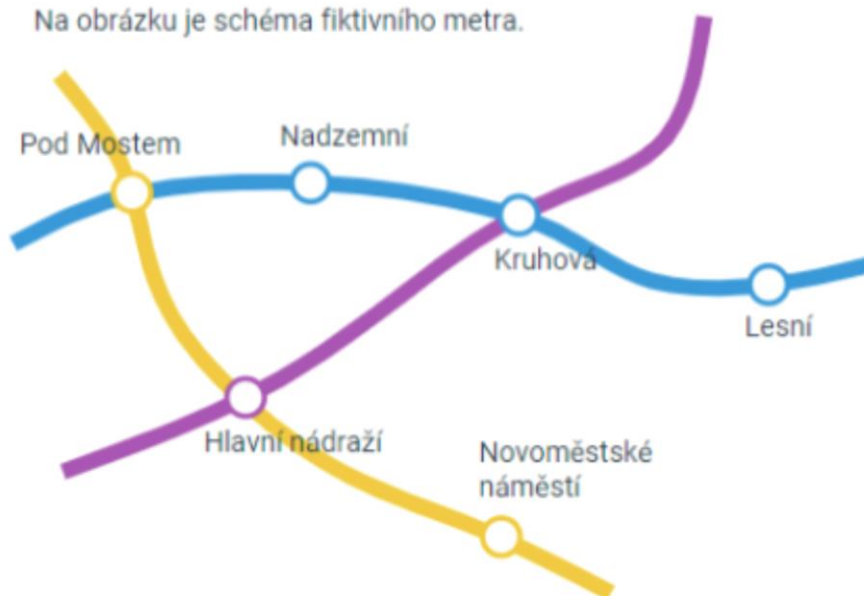 Na obrázku je schéma fiktivního metra.
Pod Mostem
Nadzemní
Kruhová
Lesní
Hlavní nádraží
Novoměstské
náměstí